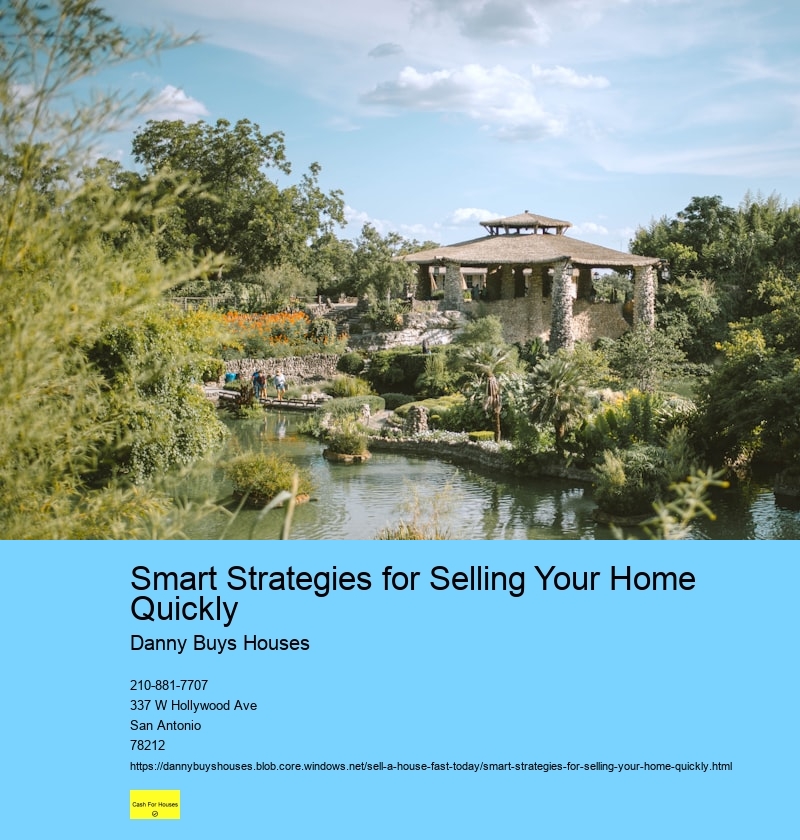 Smart Strategies for Selling Your Home
Quickly
Danny Buys Houses
210-881-7707
337 W Hollywood Ave
San Antonio
78212
https://dannybuyshouses.blob.core.windows.net/sell-a-house-fast-today/smart-strategies-for-selling-your-home-quickly.html
Cash For Houses